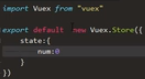 import Vuex from "vuex"
export default new Vuex.Store({
state:{
num:0
}
})